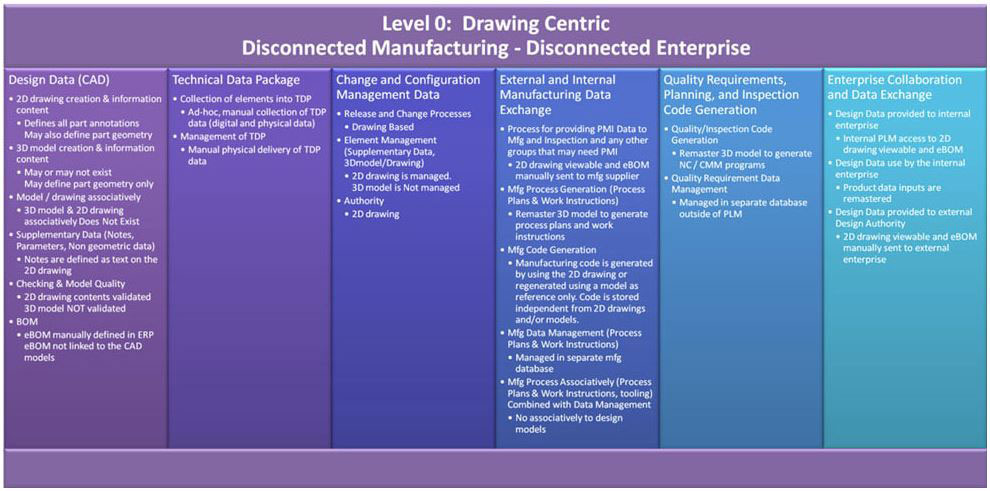 Level 0:  Drawing Centric
Disconnected Manufacturing - Disconnected Enterprise
Design Data (CAD)
• 2D drawing creation & information
content
• Defines all part annotations
May also define part geometry
• 3D model creation & information
content
• May or may not exist
May define part geometry only
• Model / drawing associatively
• 3D model & 2D drawing
associatively Does Not Exist
• Supplementary Data (Notes,
Parameters, Non geometric data)
• Notes are defined as text on the
2D drawing
• Checking & Model Quality
• 2D drawing contents validated
3D model NOT validated
• BOM
• eBOM manually defined in ERP
eBOM not linked to the CAD
models
Technical Data Package
• Collection of elements into TDP
• Ad-hoc, manual collection of TDP
data (digital and physical data)
• Management of TDP
• Manual physical delivery of TDP
data
Change and Configuration
Management Data
• Release and Change Processes
• Drawing Based
• Element Management
(Supplementary Data,
3Dmodel/Drawing)
• 2D drawing is managed.
3D model is Not managed
• Authority
• 2D drawing
External and Internal
Manufacturing Data
Exchange
• Process for providing PMI Data to
Mfg and Inspection and any other
groups that may need PMI
• 2D drawing viewable and eBOM
manually sent to mfg supplier
• Mfg Process Generation (Process
Plans & Work Instructions)
• Remaster 3D model to generate
process plans and work
instructions
• Mfg Code Generation
• Manufacturing code is generated
by using the 2D drawing or
regenerated using a model as
reference only. Code is stored
independent from 2D drawings
and/or models.
• Mfg Data Management (Process
Plans & Work Instructions)
• Managed in separate mfg
database
• Mfg Process Associatively (Process
Plans & Work Instructions, tooling)
Combined with Data Management
• No associatively to design
models
Quality Requirements,
Planning, and Inspection
Code Generation
• Quality/Inspection Code
Generation
• Remaster 3D model to generate
NC / CMM programs
• Quality Requirement Data
Management
• Managed in separate database
outside of PLM
Enterprise Collaboration
and Data Exchange
• Design Data provided to internal
enterprise
• Internal PLM access to 2D
drawing viewable and eBOM
• Design Data use by the internal
enterprise
• Product data inputs are
remastered
• Design Data provided to external
Design Authority
• 2D drawing viewable and eBOM
manually sent to external
enterprise